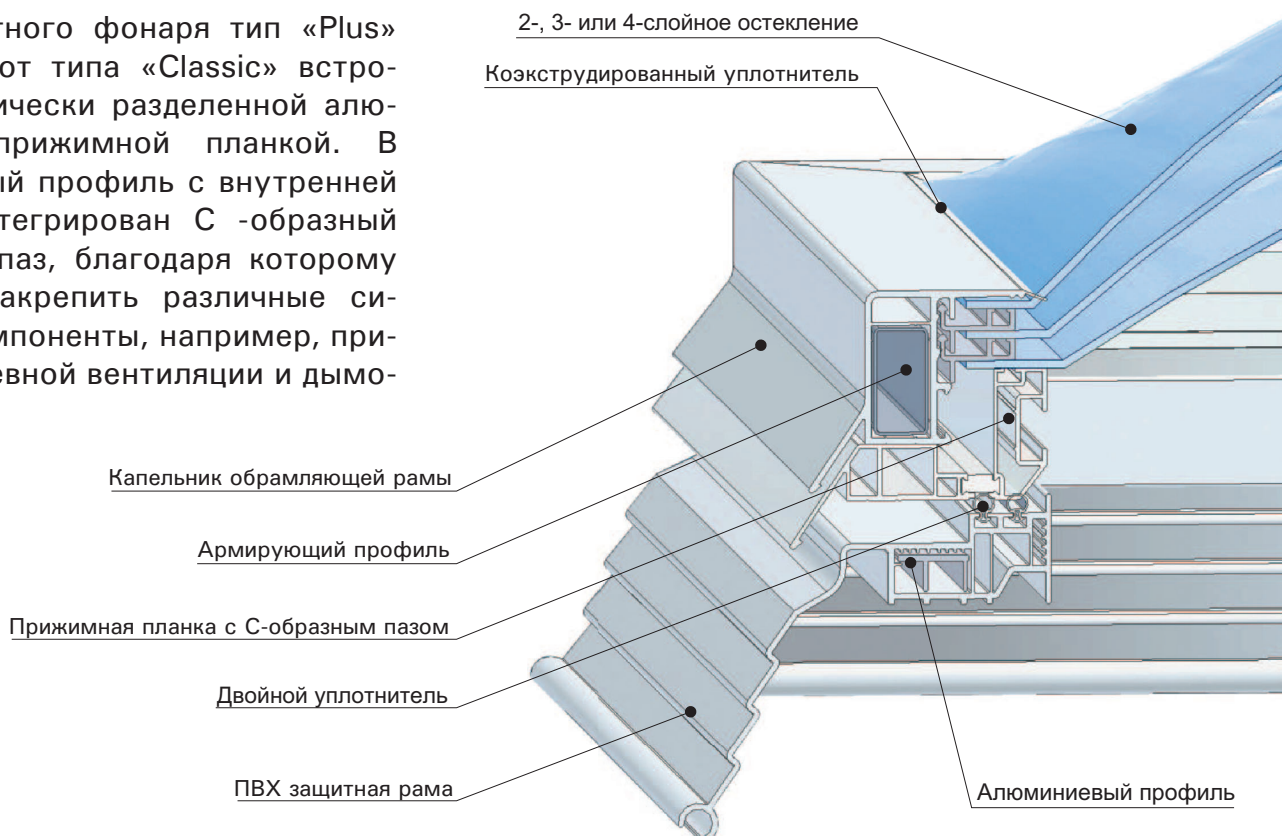 тного фонаря тип «Plus»
от типа «Classic» встро-
ически разделенной алю-
прижимной планкой. В
ый профиль с внутренней
тегрирован С -образный
паз, благодаря которому
акрепить различные си-
мпоненты, например, при-
евной вентиляции и дымо-
2-, 3- или 4-слойное остекление
Коэкструдированный уплотнитель
Капельник обрамляющей рамы
Армирующий профиль
Прижимная планка с С-образным пазом
Двойной уплотнитель
ПВХ защитная рама
Алюминиевый профиль